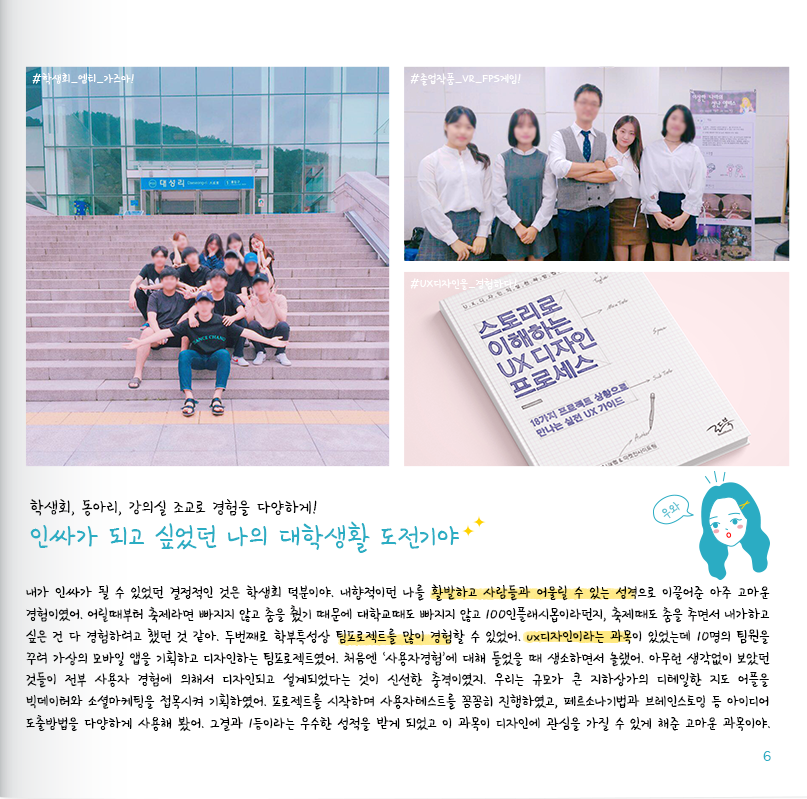 #학생회_엠티_가즈아!
대성리
#졸업작품_VR_FPS게임!
#UX디자인을_경험하다!
스토리로
이해하는
UX 디자인
프로세스
18가지 프로젝트 상황으로
만나는 실전 UX 가이드
학생회, 동아리, 강의실 조교로 경험을 다양하게!
인싸가 되고 싶었던 나의 대학생활 도전기야
우와
내가 인싸가 될 수 있었던 결정적인 것은 학생회 덕분이야. 내향적이던 나를 활발하고 사람들과 어울릴 수 있는 성격으로 이끌어준 아주 고마운
경험이였어. 어릴때부터 축제라면 빠지지 않고 춤을 췄기 때문에 대학교때도 빠지지 않고 100인플래시몹이라던지, 축제때도 춤을 추면서 내가하고
싶은 건 다 경험하려고 했던 것 같아. 두번째로 학부특성상 팀프로젝트를 많이 경험할 수 있었어. UX디자인이라는 과목이 있었는데 10명의 팀원을
꾸려 가상의 모바일 앱을 기획하고 디자인하는 팀프로젝트였어. 처음엔 '사용자경험'에 대해 들었을 때 생소하면서 놀랬어. 아무런 생각없이 보았던
것들이 전부 사용자 경험에 의해서 디자인되고 설계되었다는 것이 신선한 충격이였지. 우리는 규모가 큰 지하상가의 디테일한 지도 어플을
빅데이터와 소셜마케팅을 접목시켜 기획하였어. 프로젝트를 시작하며 사용자테스트를 꼼꼼히 진행하였고, 페르소나기법과 브레인스토밍 등 아이디어
도출방법을 다양하게 사용해 봤어. 그결과 1등이라는 우수한 성적을 받게 되었고 이 과목이 디자인에 관심을 가질 수 있게 해준 고마운 과목이야.
6